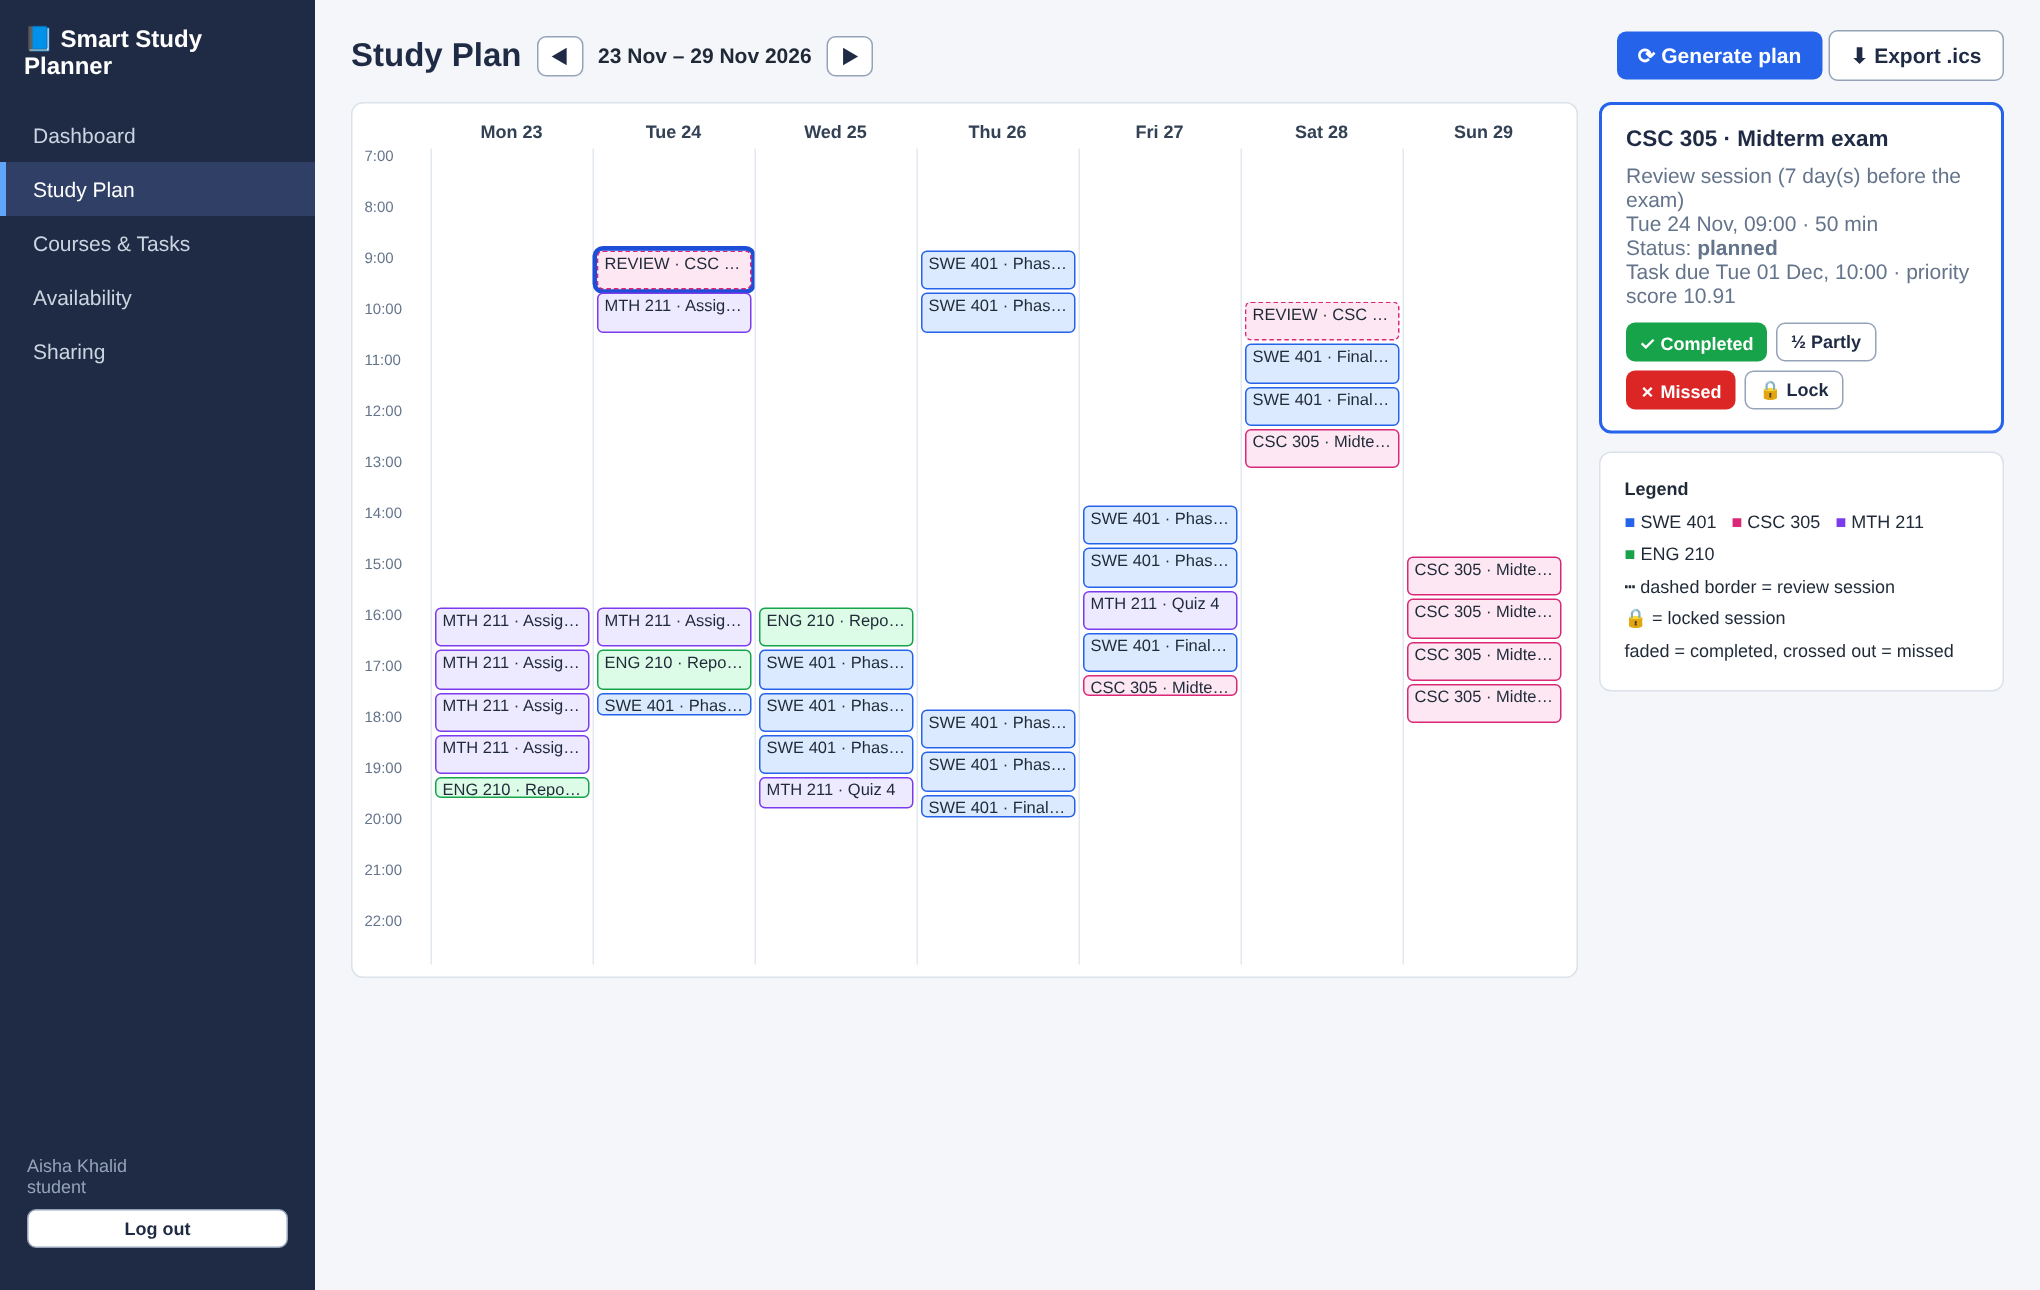 📘 Smart Study
Planner
Dashboard
Study Plan
Courses & Tasks
Availability
Sharing
Aisha Khalid
student
Log out
Study Plan ◀ 23 Nov – 29 Nov 2026 ▶
⟳ Generate plan ⬇ Export .ics
Mon 23 Tue 24 Wed 25 Thu 26 Fri 27 Sat 28 Sun 29
7:00
8:00
9:00
10:00
11:00
12:00
13:00
14:00
15:00
16:00
17:00
18:00
19:00
20:00
21:00
22:00
MTH 211 · Assig…
MTH 211 · Assig…
MTH 211 · Assig…
MTH 211 · Assig…
ENG 210 · Repo…
REVIEW · CSC …
MTH 211 · Assig…
MTH 211 · Assig…
ENG 210 · Repo…
SWE 401 · Phas…
ENG 210 · Repo…
SWE 401 · Phas…
SWE 401 · Phas…
SWE 401 · Phas…
MTH 211 · Quiz 4
SWE 401 · Phas…
SWE 401 · Phas…
SWE 401 · Phas…
SWE 401 · Phas…
SWE 401 · Final…
SWE 401 · Phas…
SWE 401 · Phas…
MTH 211 · Quiz 4
SWE 401 · Final…
CSC 305 · Midte…
REVIEW · CSC …
SWE 401 · Final…
SWE 401 · Final…
CSC 305 · Midte…
CSC 305 · Midte…
CSC 305 · Midte…
CSC 305 · Midte…
CSC 305 · Midte…
CSC 305 · Midterm exam
Review session (7 day(s) before the
exam)
Tue 24 Nov, 09:00 · 50 min
Status: planned
Task due Tue 01 Dec, 10:00 · priority
score 10.91
✓ Completed ½ Partly
✕ Missed 🔒 Lock
Legend
■ SWE 401 ■ CSC 305 ■ MTH 211
■ ENG 210
┅ dashed border = review session
🔒 = locked session
faded = completed, crossed out = missed